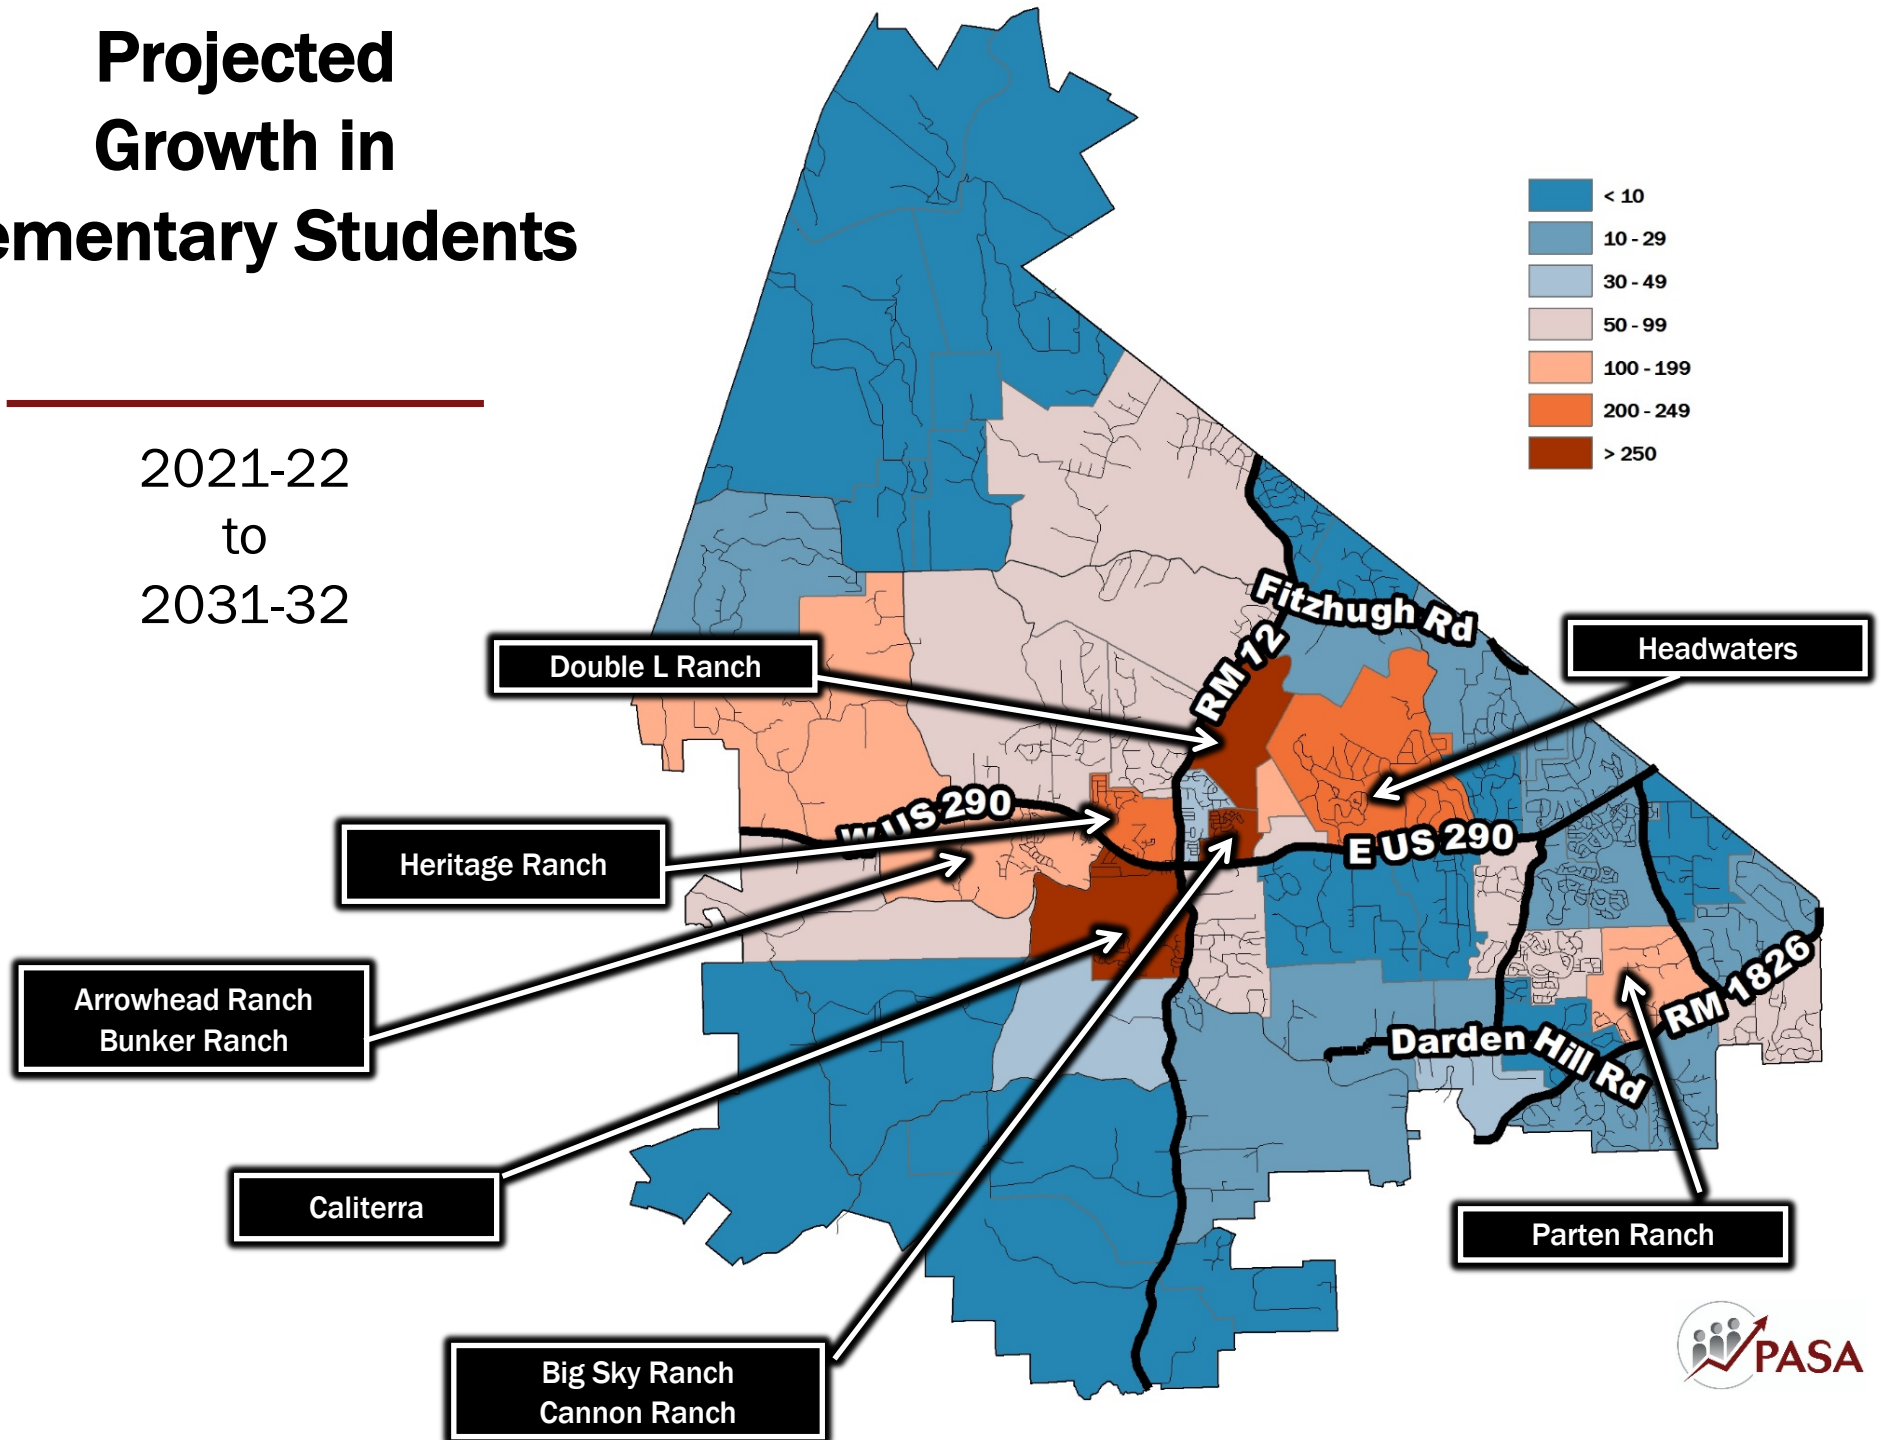 Projected
Growth in
ementary Students
2021-22
to
2031-32
< 10
10 - 29
30 - 49
50 - 99
100 - 199
200 - 249
> 250
Fitzhugh Rd
RM 12
Double L Ranch
Headwaters
W US 290
E US 290
Heritage Ranch
Arrowhead Ranch
Bunker Ranch
RM 1826
Darden Hill Rd
Caliterra
Parten Ranch
Big Sky Ranch
Cannon Ranch
PASA